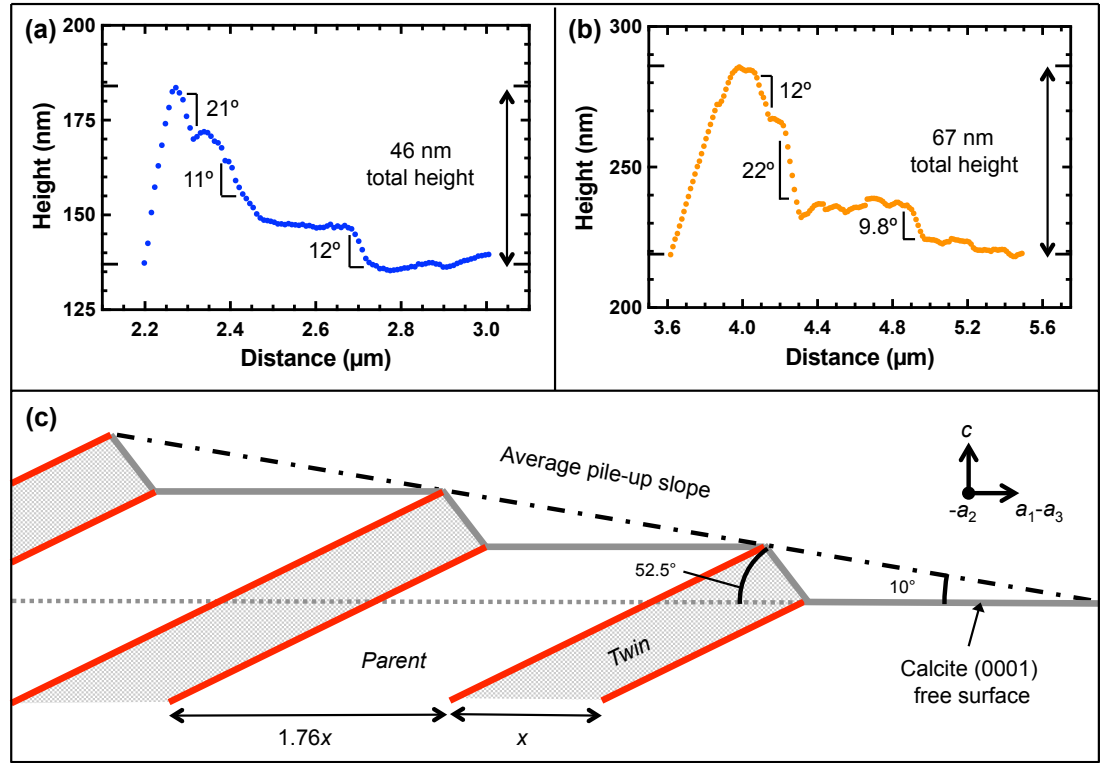 (a)
200
175
150
125
Height (nm)
21º
11º
12º
46 nm
total height
2.2
2.4
2.6
2.8
3.0
Distance (µm)
(b)
290
260
230
200
Height (nm)
12º
22º
9.8º
67 nm
total height
3.6
4.0
4.4
4.8
5.2
5.6
Distance (µm)
(c)
Average pile-up slope
c
-a2
a1-a3
52.5°
10°
Parent
Twin
Calcite (0001)
free surface
1.76x
x